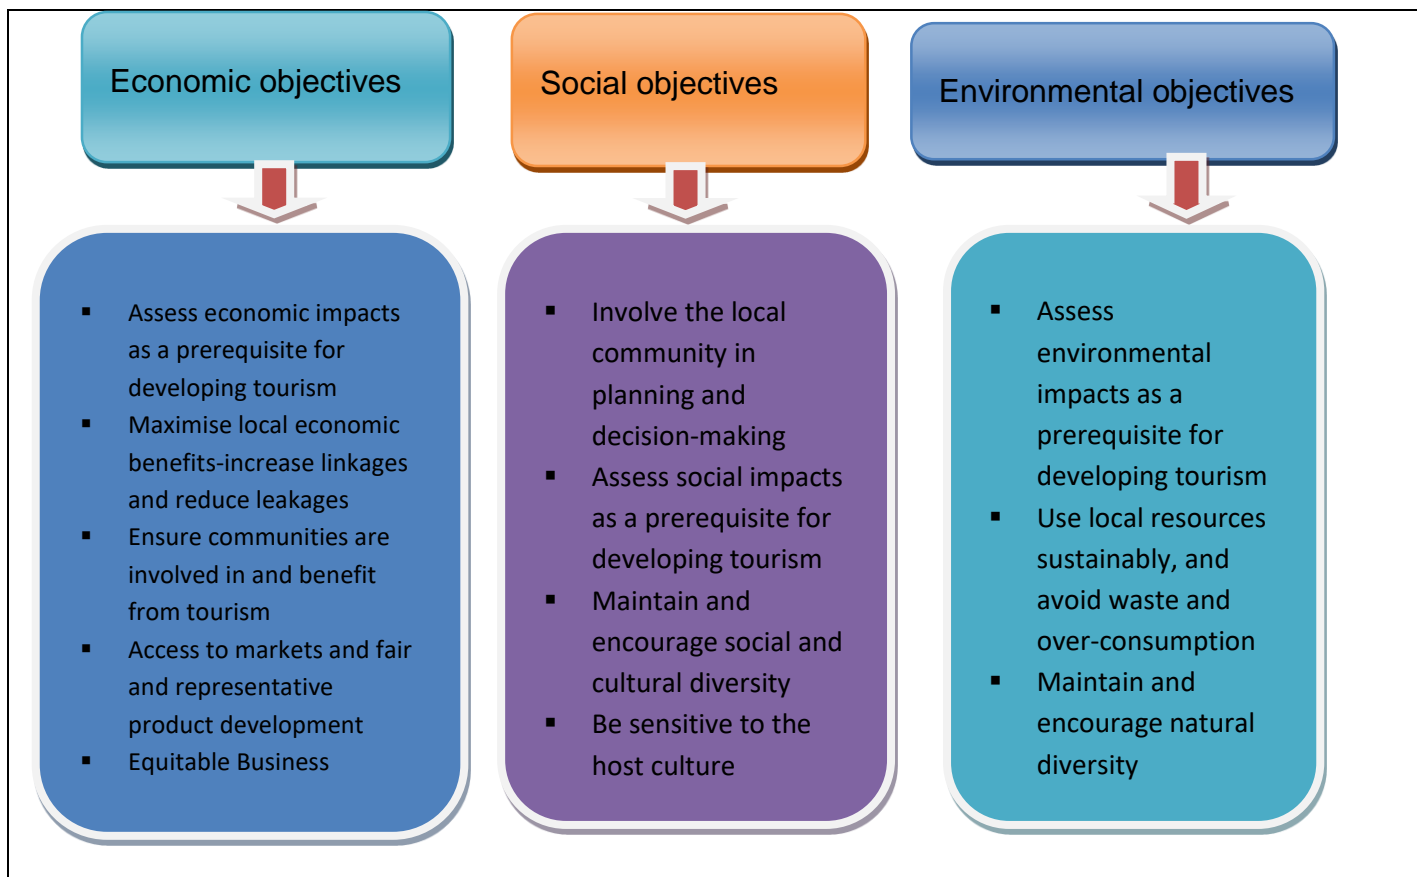 Economic objectives
Social objectives
Environmental objectives
▪ Assess economic impacts
as a prerequisite for
developing tourism
▪ Maximise local economic
benefits-increase linkages
and reduce leakages
▪ Ensure communities are
involved in and benefit
from tourism
▪ Access to markets and fair
and representative
product development
▪ Equitable Business
▪ Involve the local
community in
planning and
decision-making
▪ Assess social impacts
as a prerequisite for
developing tourism
▪ Maintain and
encourage social and
cultural diversity
▪ Be sensitive to the
host culture
▪ Assess
environmental
impacts as a
prerequisite for
developing tourism
▪ Use local resources
sustainably, and
avoid waste and
over-consumption
▪ Maintain and
encourage natural
diversity